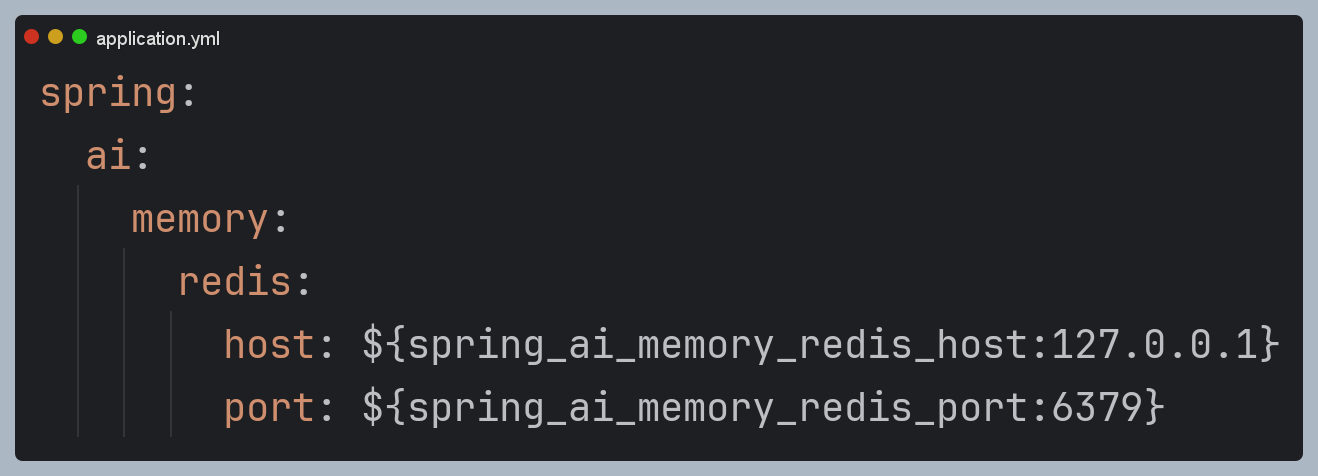 application.yml
spring:
  ai:
    memory:
      redis:
        host: ${spring_ai_memory_redis_host:127.0.0.1}
        port: ${spring_ai_memory_redis_port:6379}